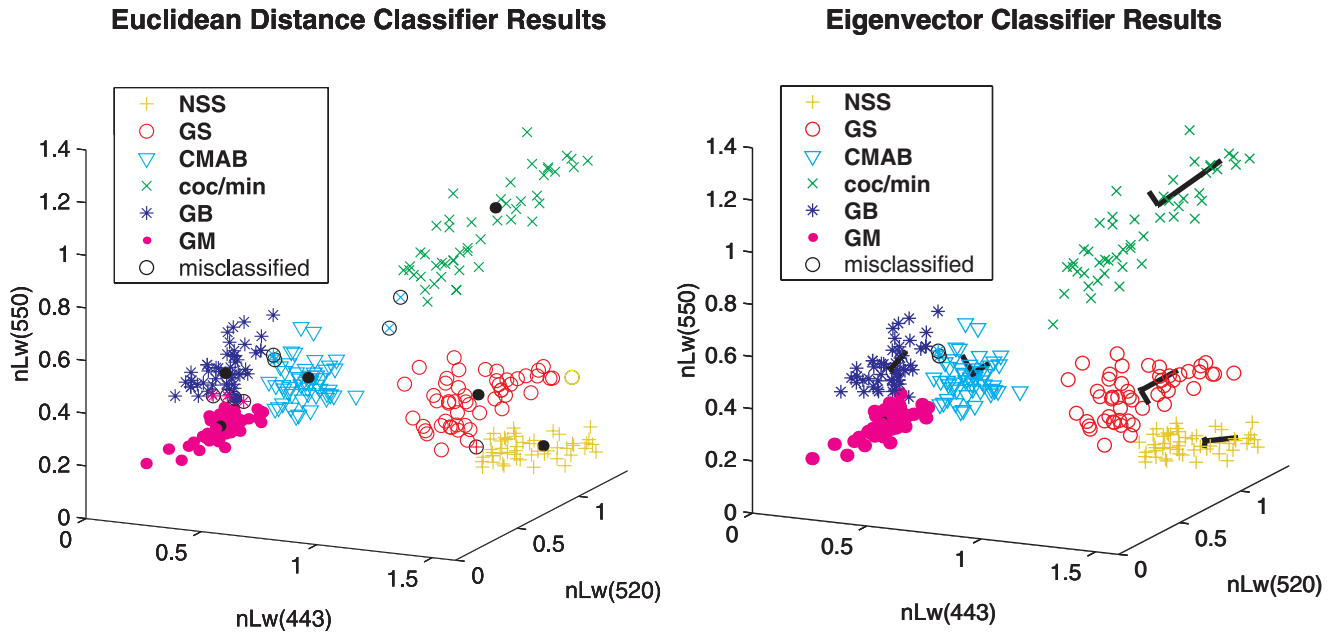 Euclidean Distance Classifier Results
NSS
GS
CMAB
coc/min
GB
GM
misclassified
1.4
1.2
1
0.8
0.6
0.4
0.2
0
nLw(550)
0
0.5
1
1.5
nLw(443)
0
0.5
1
nLw(520)
Eigenvector Classifier Results
NSS
GS
CMAB
coc/min
GB
GM
misclassified
1.4
1.2
1
0.8
0.6
0.4
0.2
0
nLw(550)
0
0.5
1
1.5
nLw(443)
0
0.5
1
nLw(520)